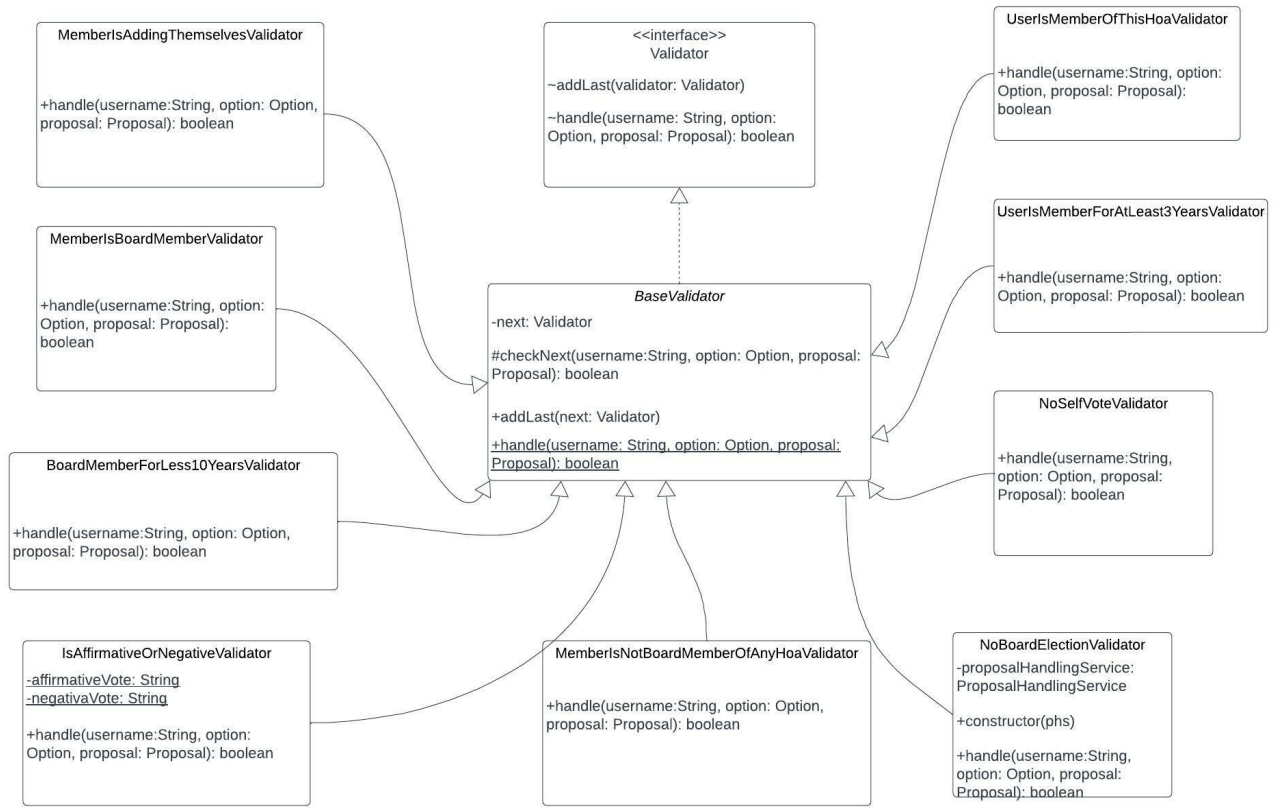 MemberIsAddingThemselvesValidator
+handle(username:String, option: Option,
proposal: Proposal): boolean
<<interface>>
Validator
~addLast(validator: Validator)
~handle(username: String, option:
Option, proposal: Proposal): boolean
UserIsMemberOfThisHoaValidator
+handle(username:String, option:
Option, proposal: Proposal):
boolean
MemberIsBoardMemberValidator
+handle(username:String, option:
Option, proposal: Proposal):
boolean
UserIsMemberForAtLeast3YearsValidator
+handle(username:String, option:
Option, proposal: Proposal): boolean
BaseValidator
-next: Validator
#checkNext(username:String, option: Option, proposal:
Proposal): boolean
+addLast(next: Validator)
+handle(username: String, option: Option, proposal:
Proposal): boolean
NoSelfVoteValidator
+handle(username:String,
option: Option, proposal:
Proposal): boolean
BoardMemberForLess10YearsValidator
+handle(username:String, option: Option,
proposal: Proposal): boolean
IsAffirmativeOrNegativeValidator
-affirmativeVote: String
-negativaVote: String
+handle(username:String, option:
Option, proposal: Proposal): boolean
MemberIsNotBoardMemberOfAnyHoaValidator
+handle(username:String, option: Option,
proposal: Proposal): boolean
NoBoardElectionValidator
-proposalHandlingService:
ProposalHandlingService
+constructor(phs)
+handle(username:String,
option: Option, proposal:
Proposal): boolean